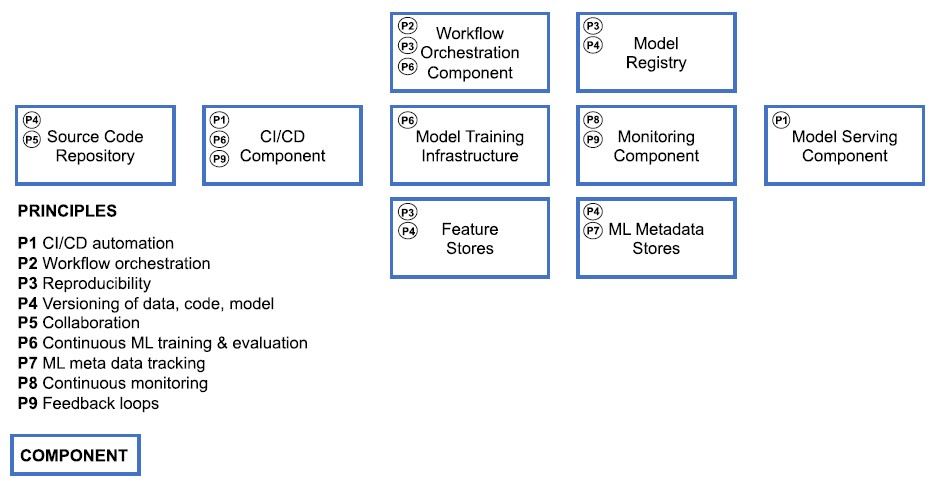 P2
P3
P6
Workflow
Orchestration
Component
P3
P4
Model
Registry
P4
P5
Source Code
Repository
P1
P6
P9
CI/CD
Component
P6
Model Training
Infrastructure
P8
P9
Monitoring
Component
P1
Model Serving
Component
P3
P4
Feature
Stores
P4
P7
ML Metadata
Stores
PRINCIPLES
P1 CI/CD automation
P2 Workflow orchestration
P3 Reproducibility
P4 Versioning of data, code, model
P5 Collaboration
P6 Continuous ML training & evaluation
P7 ML meta data tracking
P8 Continuous monitoring
P9 Feedback loops
COMPONENT